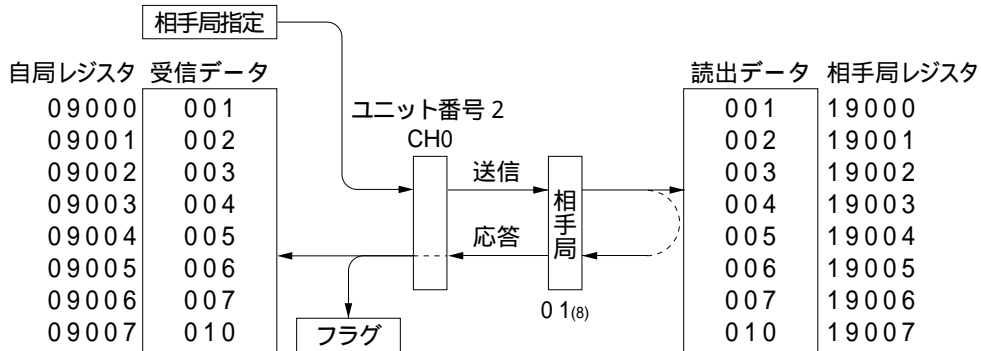 相手局指定
自局レジスタ 受信データ 読出データ 相手局レジスタ
ユニット番号 2
CH0
09000 001 001 19000
09001 002 002 19001
09002 003 送信 003 19002
09003 004 相手局 004 19003
09004 005 応答 005 19004
09005 006 006 19005
09006 007 0 1(8) 007 19006
09007 010 フラグ 010 19007